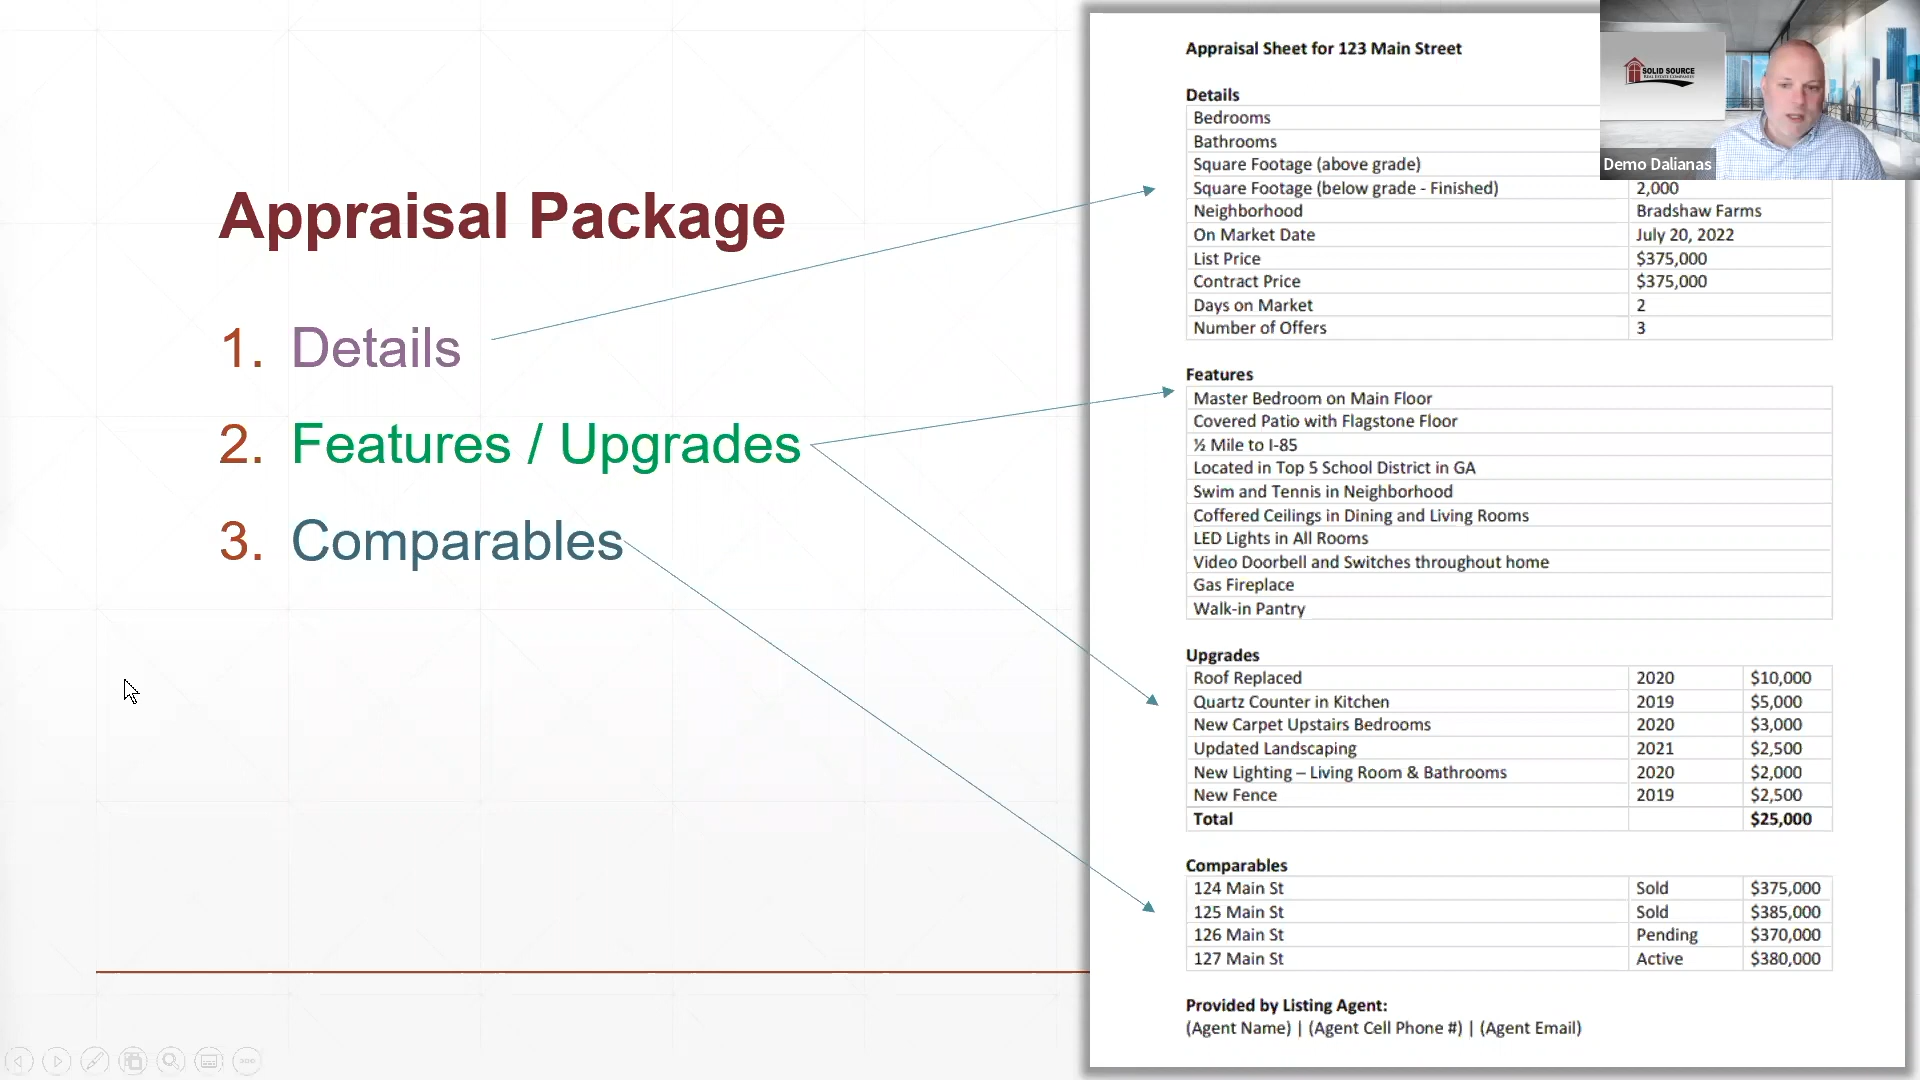 Appraisal Package
1. Details
2. Features / Upgrades
3. Comparables
Appraisal Sheet for 123 Main Street
Details
Bedrooms
Bathrooms
Square Footage (above grade)
Square Footage (below grade - Finished) 2,000
Neighborhood Bradshaw Farms
On Market Date July 20, 2022
List Price $375,000
Contract Price $375,000
Days on Market 2
Number of Offers 3
Features
Master Bedroom on Main Floor
Covered Patio with Flagstone Floor
½ Mile to I-85
Located in Top 5 School District in GA
Swim and Tennis in Neighborhood
Coffered Ceilings in Dining and Living Rooms
LED Lights in All Rooms
Video Doorbell and Switches throughout home
Gas Fireplace
Walk-in Pantry
Upgrades
Roof Replaced 2020 $10,000
Quartz Counter in Kitchen 2019 $5,000
New Carpet Upstairs Bedrooms 2020 $3,000
Updated Landscaping 2021 $2,500
New Lighting – Living Room & Bathrooms 2020 $2,000
New Fence 2019 $2,500
Total $25,000
Comparables
124 Main St Sold $375,000
125 Main St Sold $385,000
126 Main St Pending $370,000
127 Main St Active $380,000
Provided by Listing Agent:
(Agent Name) | (Agent Cell Phone #) | (Agent Email)
SOLID SOURCE
REAL ESTATE COMPANIES
Demo Dalianas